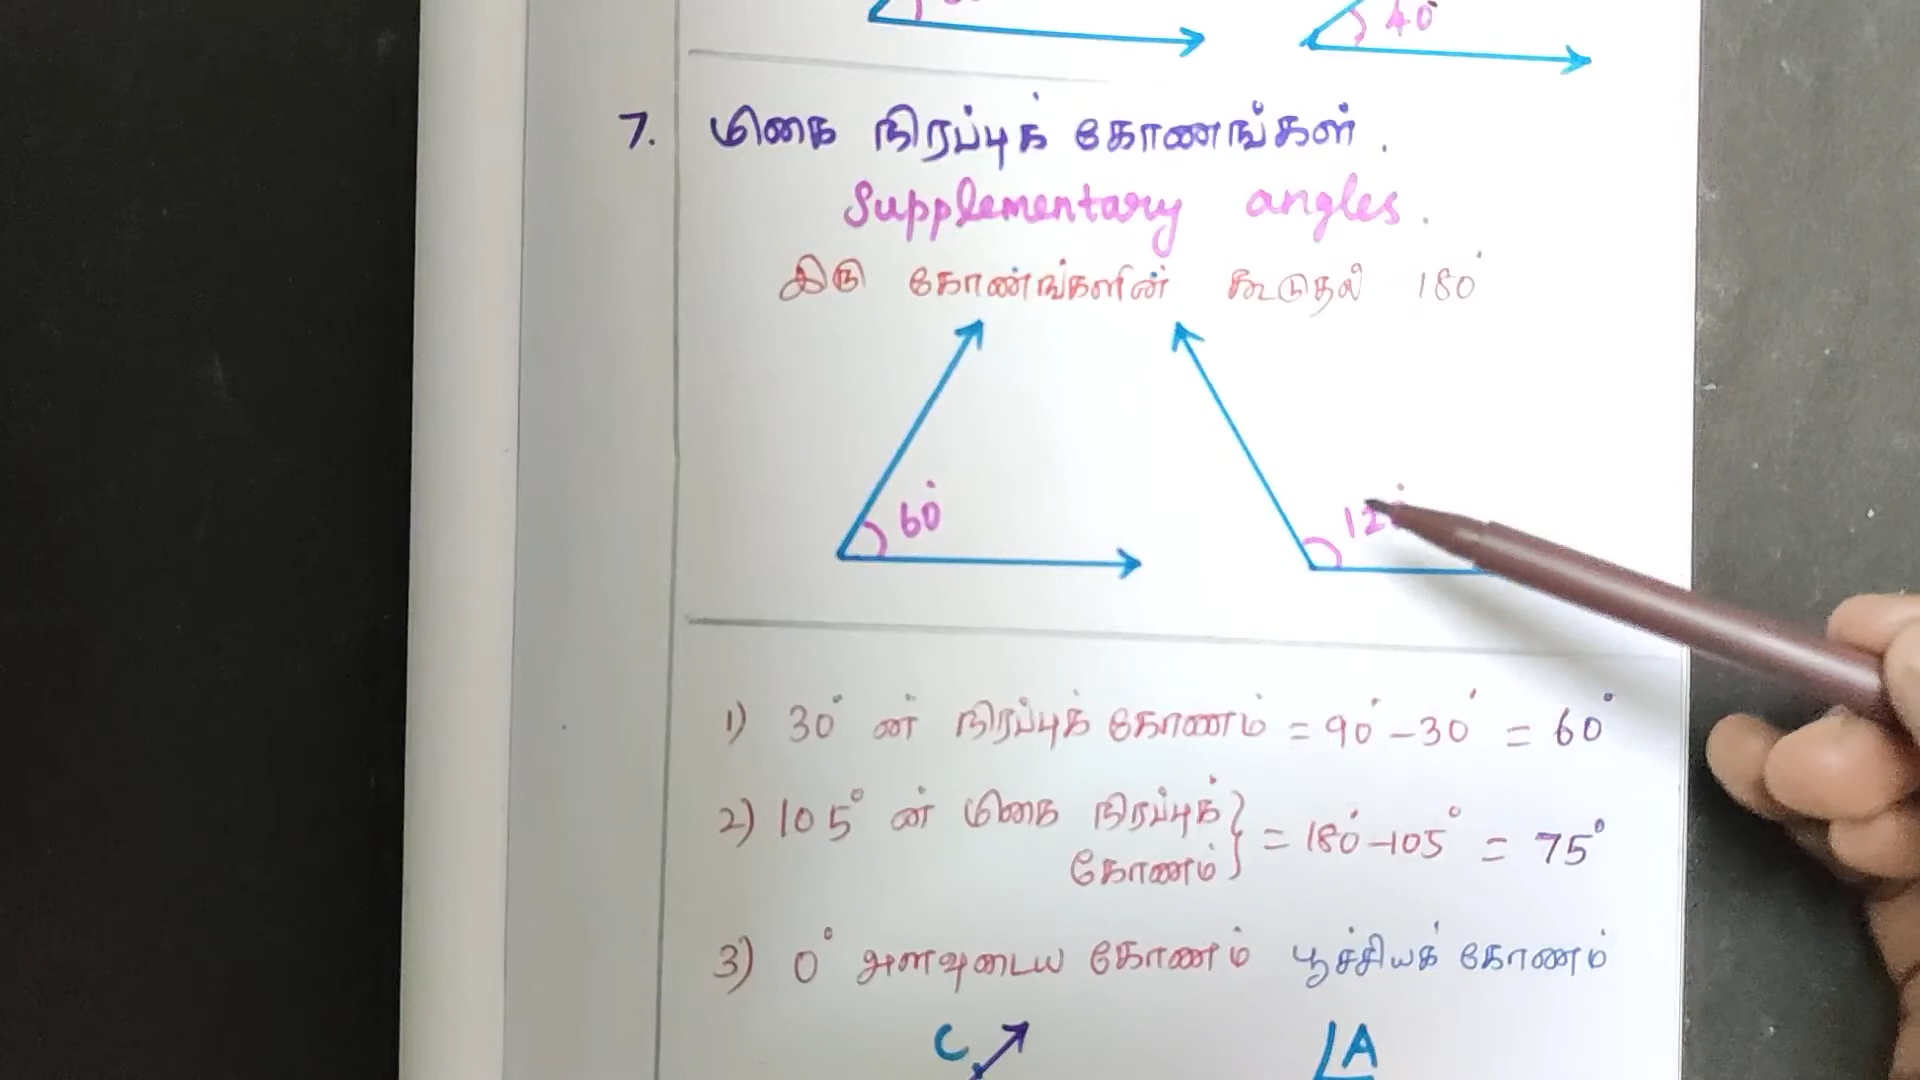 40°
7. மிகை நிரப்புக் கோணங்கள்.
Supplementary angles.
இரு கோண்ங்களின் கூடுதல் 180°
60°
1) 30° ன் நிரப்புக் கோணம் = 90° - 30° = 60°
2) 105° ன் மிகை நிரப்புக்
கோணம் } = 180° - 105° = 75°
3) 0° அளவுடைய கோணம் பூச்சியக் கோணம்
C
A